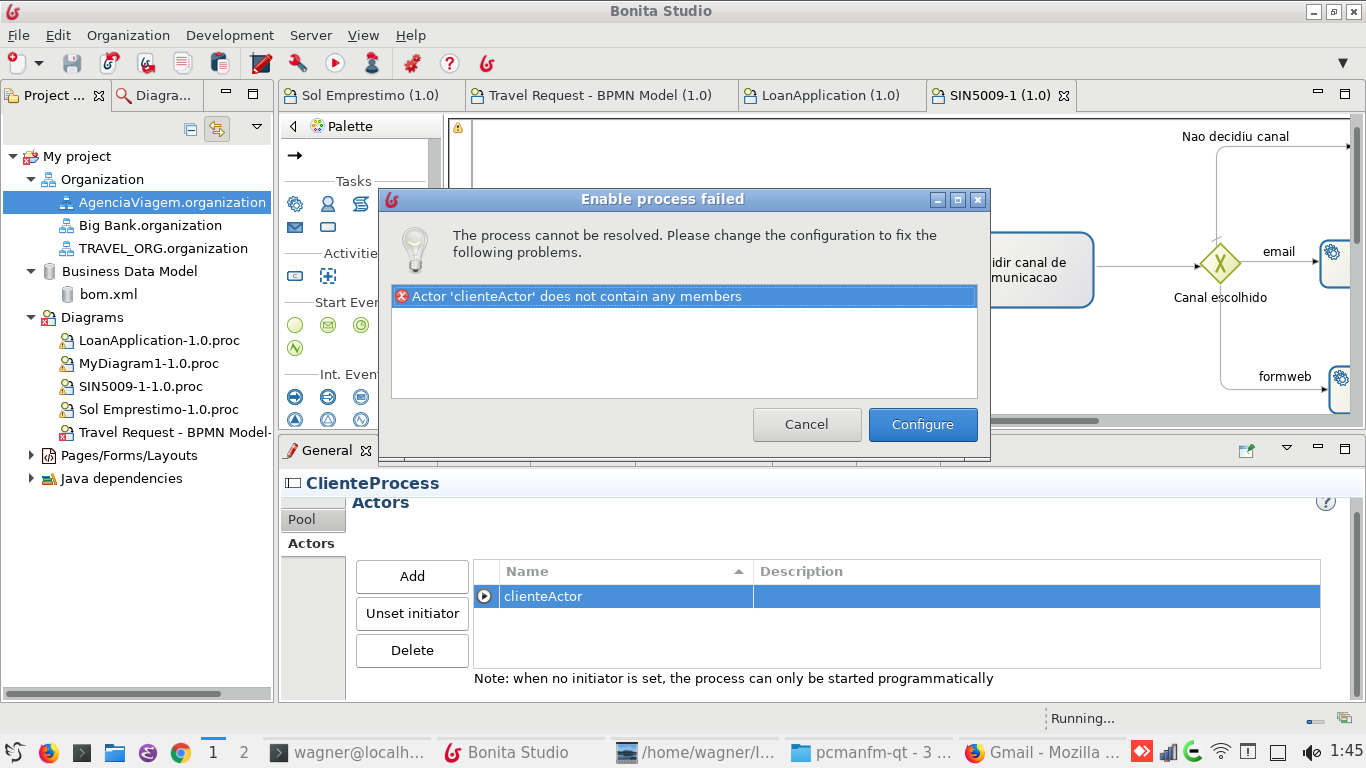 Bonita Studio
File Edit Organization Development Server View Help
Project ... Diagra...
Sol Emprestimo (1.0) Travel Request - BPMN Model (1.0) LoanApplication (1.0) SIN5009-1 (1.0)
My project
Organization
AgenciaViagem.organization
Big Bank.organization
TRAVEL_ORG.organization
Business Data Model
bom.xml
Diagrams
LoanApplication-1.0.proc
MyDiagram1-1.0.proc
SIN5009-1-1.0.proc
Sol Emprestimo-1.0.proc
Travel Request - BPMN Model-
Pages/Forms/Layouts
Java dependencies
Palette
Tasks
Activitie
Start Even
Int. Event
Nao decidiu canal
idir canal de
municacao
email
Canal escolhido
formweb
Enable process failed
The process cannot be resolved. Please change the configuration to fix the
following problems.
Actor 'clienteActor' does not contain any members
Cancel Configure
General
ClienteProcess
Pool
Actors
Actors
Add
Unset initiator
Delete
Name Description
clienteActor
Note: when no initiator is set, the process can only be started programmatically
Running...
1 2 wagner@localh... Bonita Studio /home/wagner/I... pcmanfm-qt - 3 ... Gmail - Mozilla ... 1:45